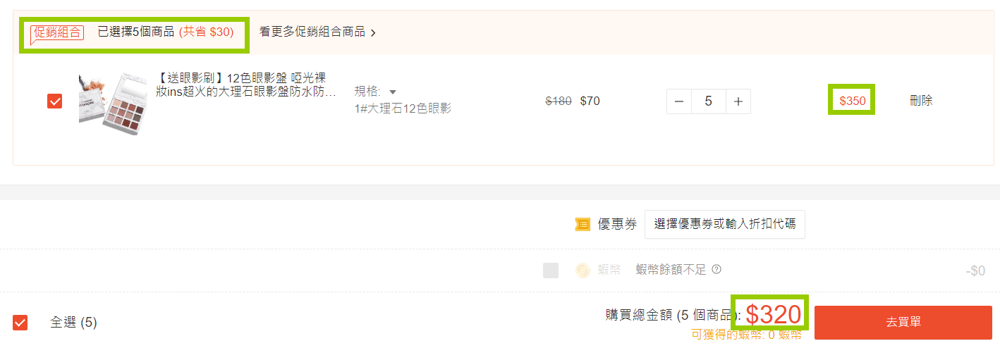 促銷組合 已選擇5個商品 (共省 $30) 看更多促銷組合商品
【送眼影刷】12色眼影盤 啞光裸
妝ins超火的大理石眼影盤防水防…
規格:
1#大理石12色眼影
$180 $70
5
$350
刪除
優惠券 選擇優惠券或輸入折扣代碼
蝦幣 蝦幣餘額不足 -$0
全選 (5)
購買總金額 (5 個商品): $320
可獲得的蝦幣: 0 蝦幣
去買單